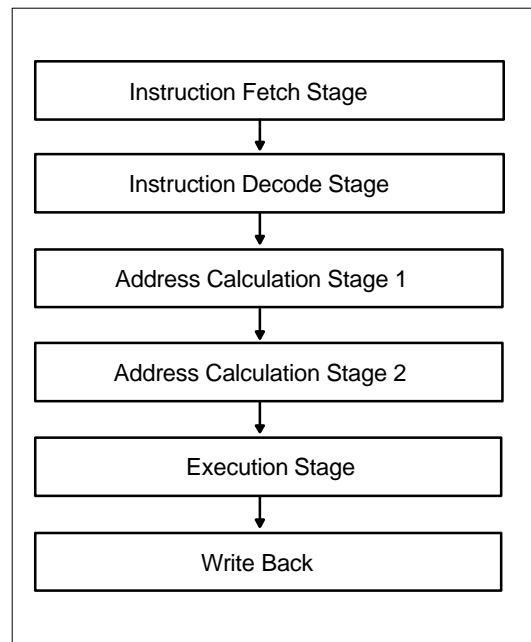 Instruction Fetch Stage
Instruction Decode Stage
Address Calculation Stage 1
Address Calculation Stage 2
Execution Stage
Write Back